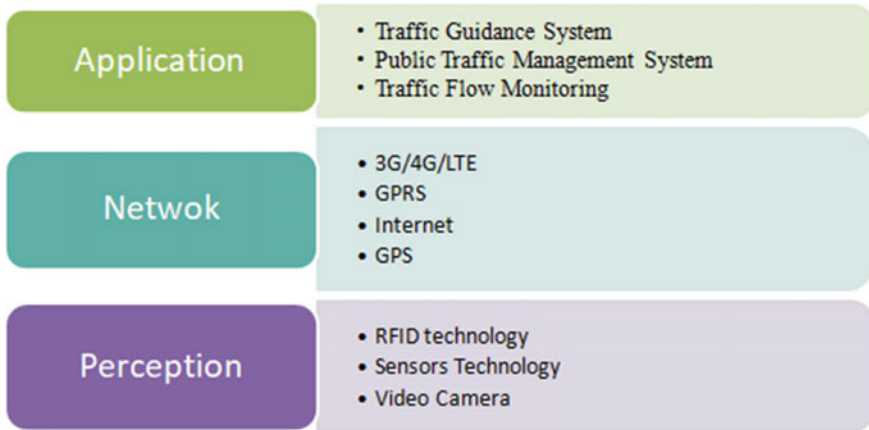 Application
• Traffic Guidance System
• Public Traffic Management System
• Traffic Flow Monitoring
Netwok
• 3G/4G/LTE
• GPRS
• Internet
• GPS
Perception
• RFID technology
• Sensors Technology
• Video Camera